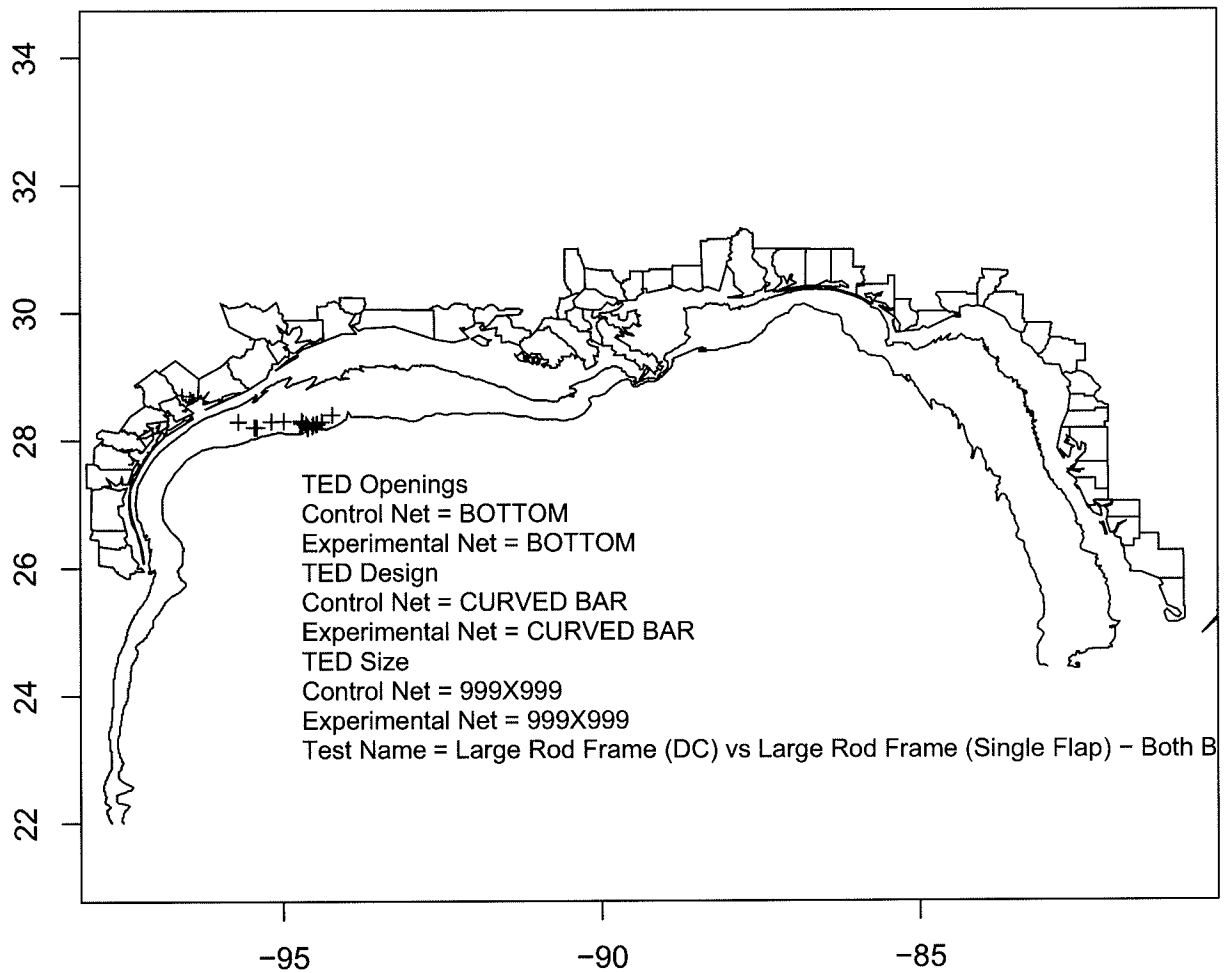 34
32
30
28
26
24
22
TED Openings
Control Net = BOTTOM
Experimental Net = BOTTOM
TED Design
Control Net = CURVED BAR
Experimental Net = CURVED BAR
TED Size
Control Net = 999X999
Experimental Net = 999X999
Test Name = Large Rod Frame (DC) vs Large Rod Frame (Single Flap) − Both B
−95
−90
−85